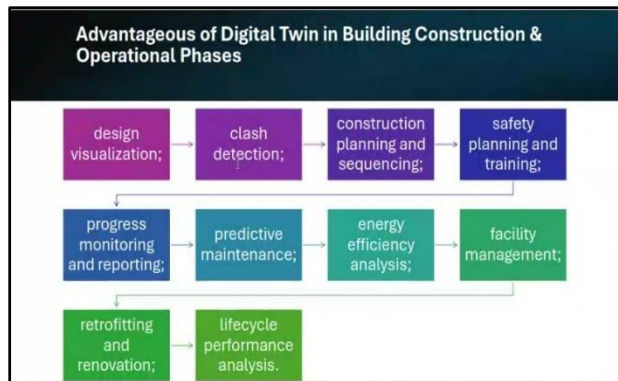 Advantageous of Digital Twin in Building Construction &
Operational Phases
design
visualization;
clash
detection;
construction
planning and
sequencing;
safety
planning and
training;
progress
monitoring
and reporting;
predictive
maintenance;
energy
efficiency
analysis;
facility
management;
retrofitting
and
renovation;
lifecycle
performance
analysis.